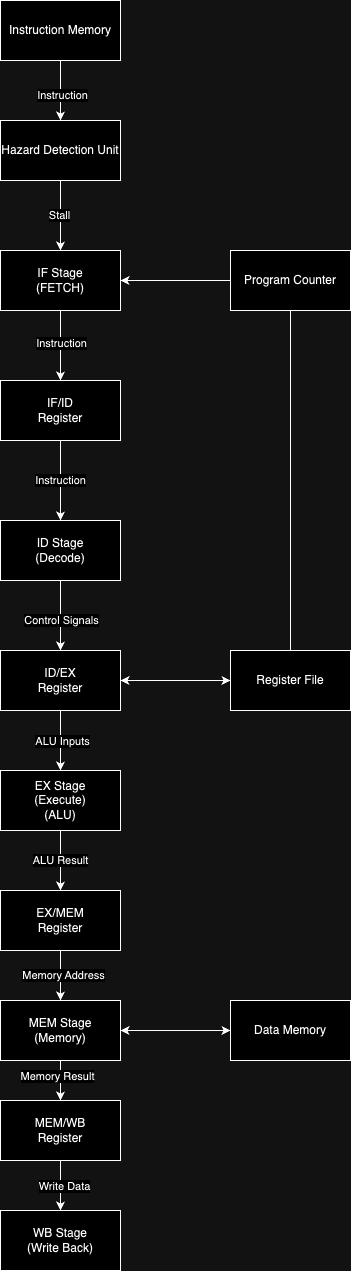 Instruction Memory
Instruction
Hazard Detection Unit
Stall
IF Stage
(FETCH)
Program Counter
Instruction
IF/ID
Register
Instruction
ID Stage
(Decode)
Control Signals
ID/EX
Register
Register File
ALU Inputs
EX Stage
(Execute)
(ALU)
ALU Result
EX/MEM
Register
Memory Address
MEM Stage
(Memory)
Data Memory
Memory Result
MEM/WB
Register
Write Data
WB Stage
(Write Back)